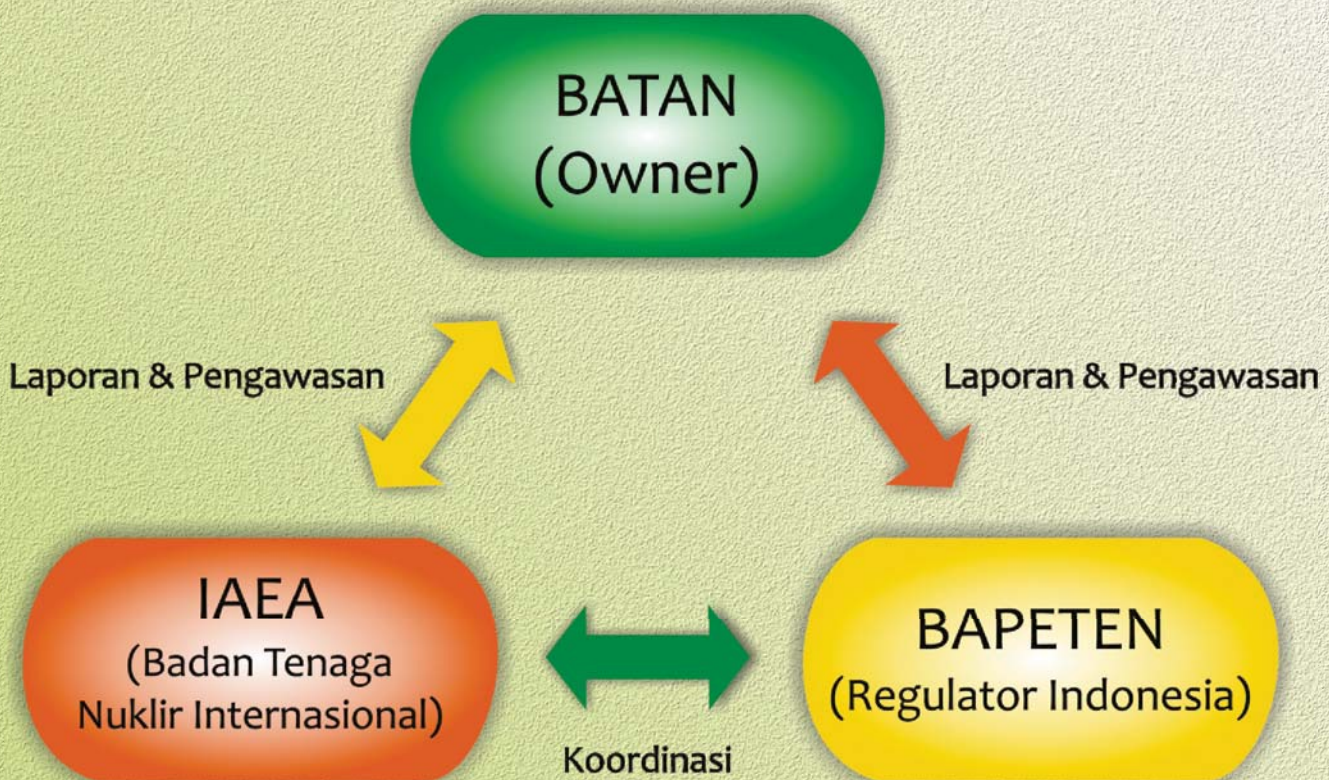 BATAN
(Owner)
Laporan & Pengawasan
Laporan & Pengawasan
IAEA
(Badan Tenaga
Nuklir Internasional)
BAPETEN
(Regulator Indonesia)
Koordinasi